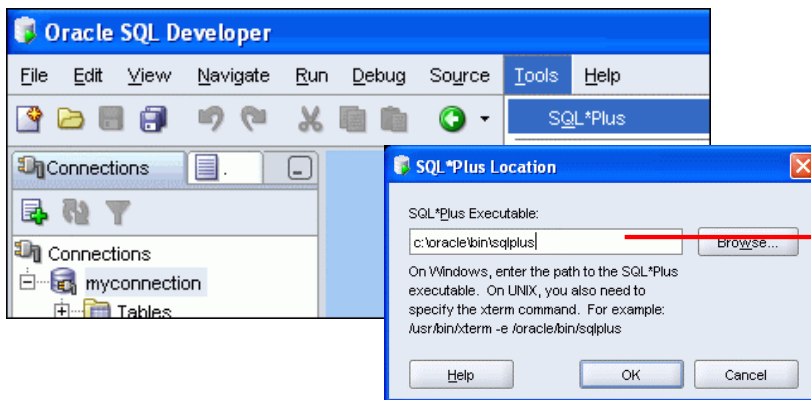 Oracle SQL Developer
File Edit View Navigate Run Debug Source Tools Help
SQL*Plus
Connections .
Connections
myconnection
Tables
SQL*Plus Location
SQL*Plus Executable:
c:\oracle\bin\sqlplus
Browse...
On Windows, enter the path to the SQL*Plus
executable. On UNIX, you also need to
specify the xterm command. For example:
/usr/bin/xterm -e /oracle/bin/sqlplus
Help OK Cancel